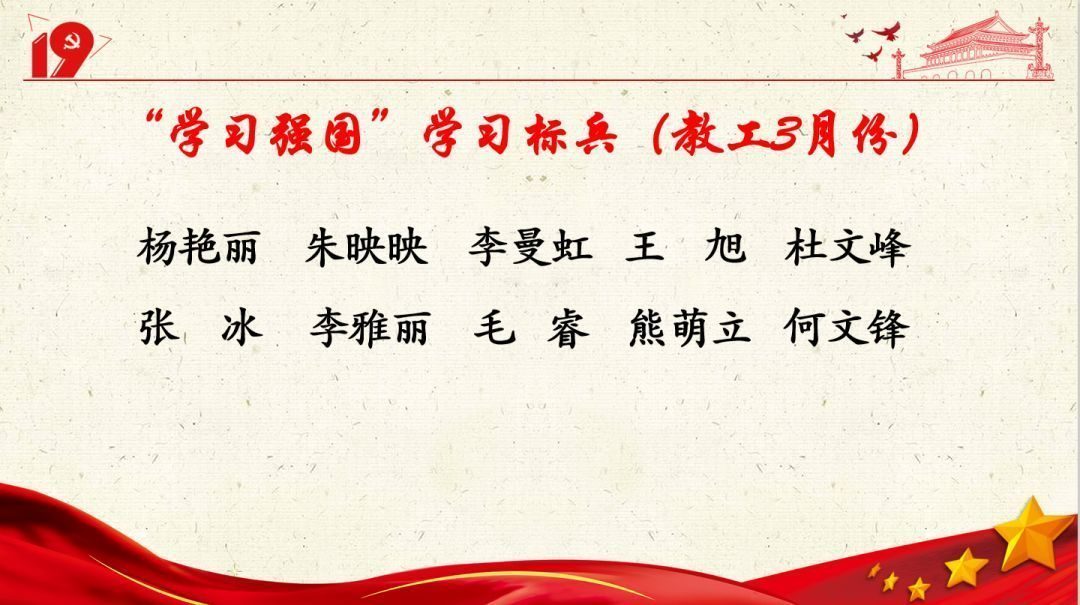 19
“学习强国”学习标兵（教工3月份）
杨艳丽 朱映映 李曼虹 王 旭 杜文峰
张 冰 李雅丽 毛 睿 熊萌立 何文锋